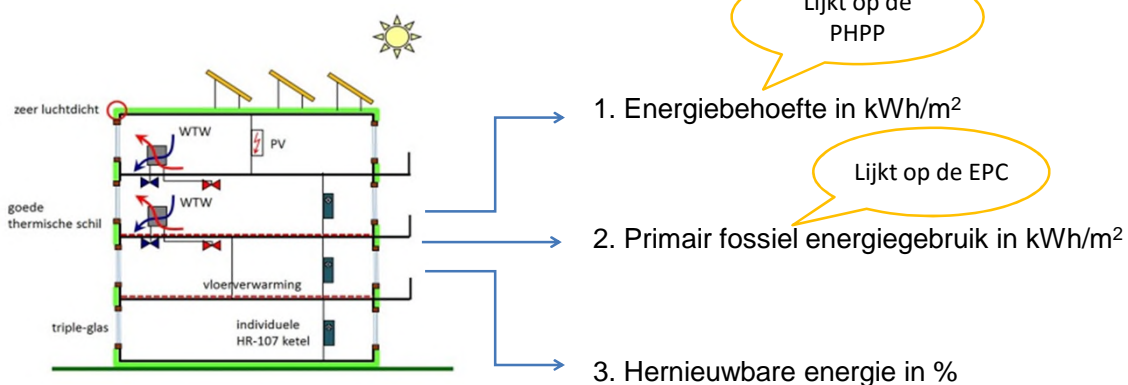 Lijkt op de
PHPP
zeer luchtdicht
WTW
PV
1. Energiebehoefte in kWh/m²
Lijkt op de EPC
goede
thermische schil
WTW
2. Primair fossiel energiegebruik in kWh/m²
vloerverwarming
triple-glas
individuele
HR-107 ketel
3. Hernieuwbare energie in %